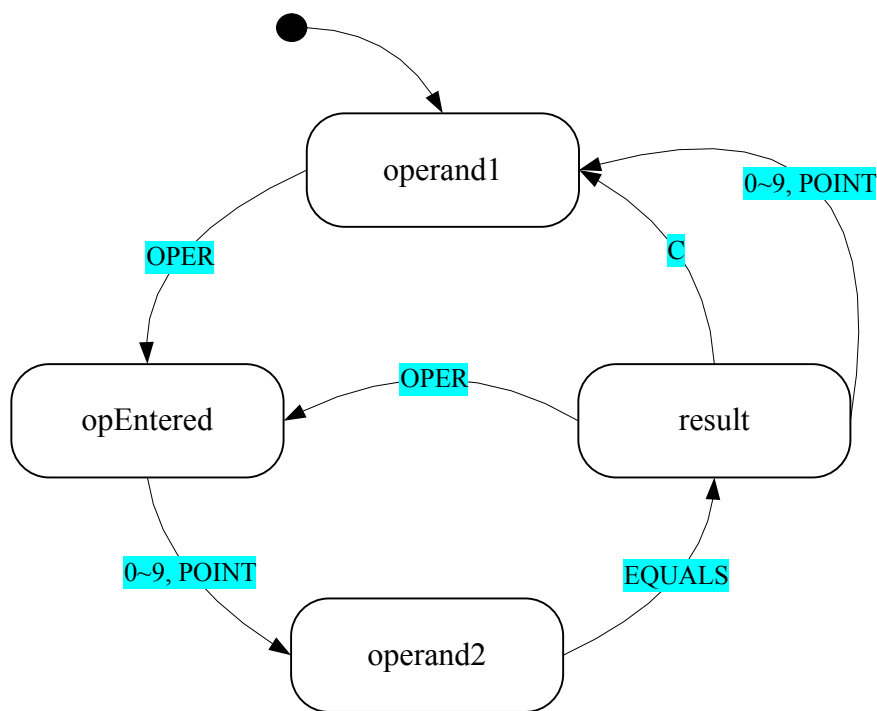 operand1
0~9, POINT
C
OPER
OPER
opEntered
result
0~9, POINT
EQUALS
operand2